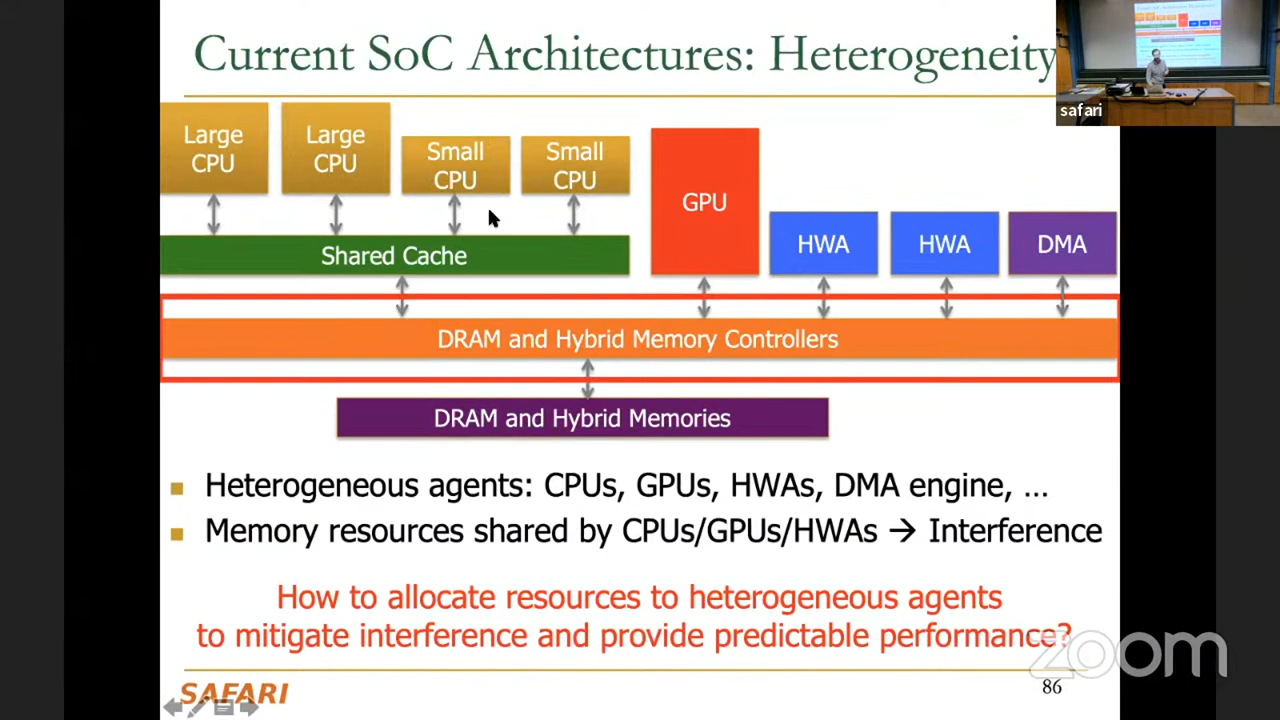 Current SoC Architectures: Heterogeneity
safari
Large
CPU
Large
CPU
Small
CPU
Small
CPU
GPU
HWA
HWA
DMA
Shared Cache
DRAM and Hybrid Memory Controllers
DRAM and Hybrid Memories
■ Heterogeneous agents: CPUs, GPUs, HWAs, DMA engine, …
■ Memory resources shared by CPUs/GPUs/HWAs → Interference
How to allocate resources to heterogeneous agents
to mitigate interference and provide predictable performance?
zoom
SAFARI
86